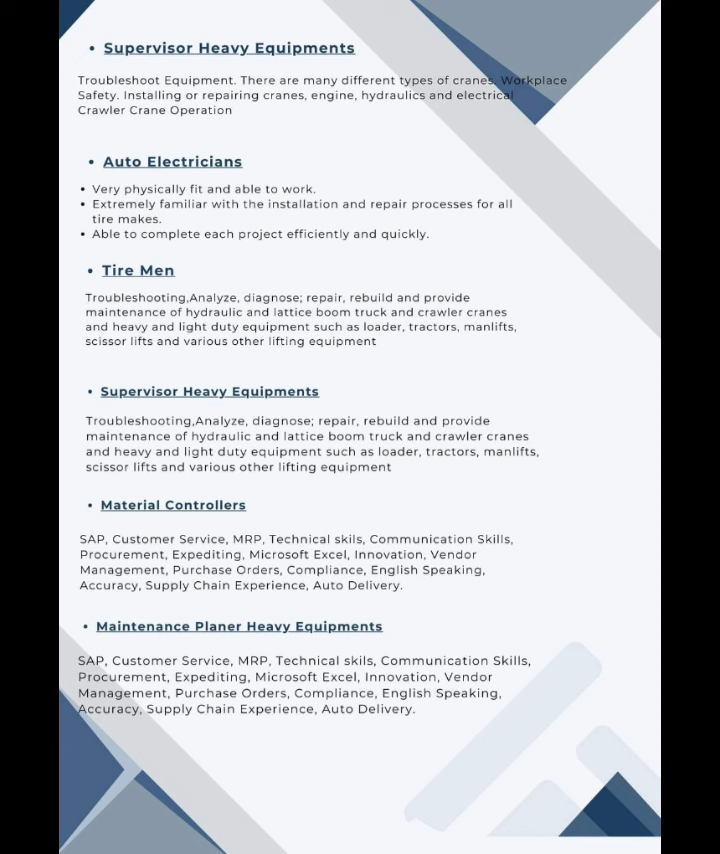 • Supervisor Heavy Equipments
Troubleshoot Equipment. There are many different types of cranes. Workplace
Safety. Installing or repairing cranes, engine, hydraulics and electrical
Crawler Crane Operation
• Auto Electricians
• Very physically fit and able to work.
• Extremely familiar with the installation and repair processes for all
tire makes.
• Able to complete each project efficiently and quickly.
• Tire Men
Troubleshooting,Analyze, diagnose; repair, rebuild and provide
maintenance of hydraulic and lattice boom truck and crawler cranes
and heavy and light duty equipment such as loader, tractors, manlifts,
scissor lifts and various other lifting equipment
• Supervisor Heavy Equipments
Troubleshooting,Analyze, diagnose; repair, rebuild and provide
maintenance of hydraulic and lattice boom truck and crawler cranes
and heavy and light duty equipment such as loader, tractors, manlifts,
scissor lifts and various other lifting equipment
• Material Controllers
SAP, Customer Service, MRP, Technical skils, Communication Skills,
Procurement, Expediting, Microsoft Excel, Innovation, Vendor
Management, Purchase Orders, Compliance, English Speaking,
Accuracy, Supply Chain Experience, Auto Delivery.
• Maintenance Planer Heavy Equipments
SAP, Customer Service, MRP, Technical skils, Communication Skills,
Procurement, Expediting, Microsoft Excel, Innovation, Vendor
Management, Purchase Orders, Compliance, English Speaking,
Accuracy, Supply Chain Experience, Auto Delivery.